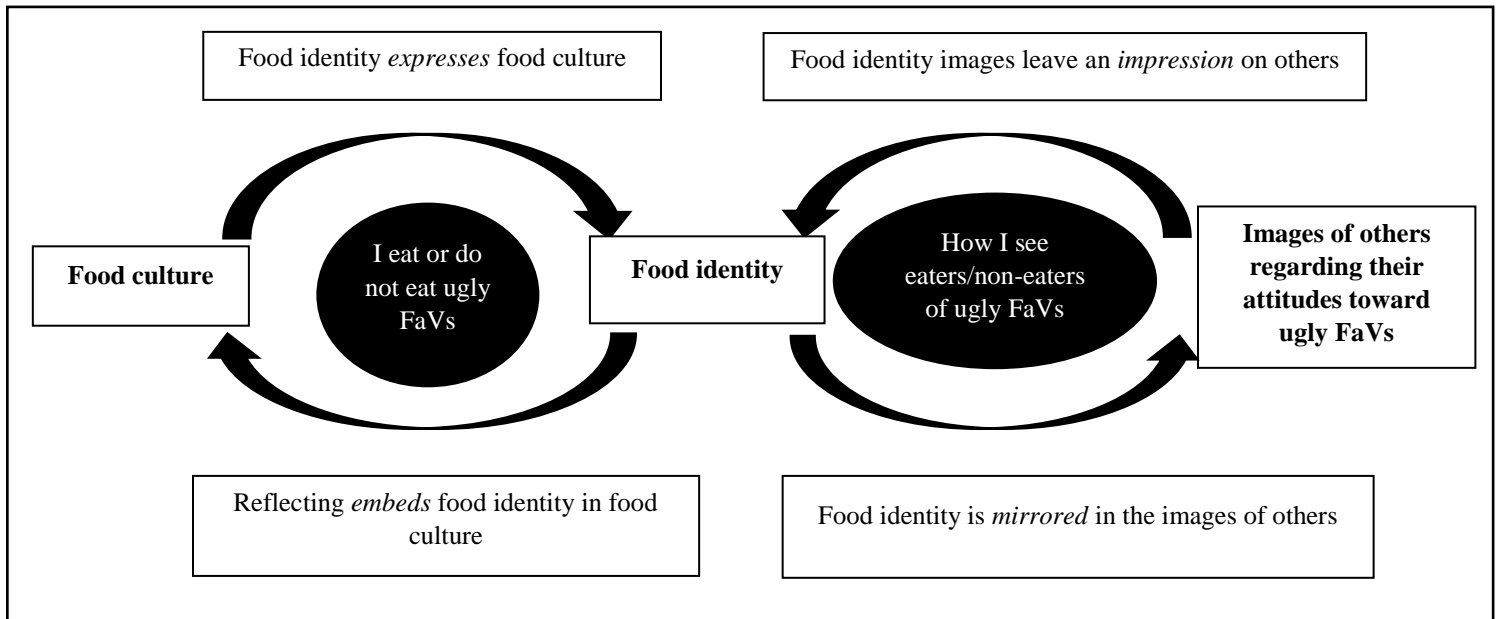 Food identity expresses food culture
Food identity images leave an impression on others
Food culture
I eat or do
not eat ugly
FaVs
Food identity
How I see
eaters/non-eaters
of ugly FaVs
Images of others
regarding their
attitudes toward
ugly FaVs
Reflecting embeds food identity in food
culture
Food identity is mirrored in the images of others